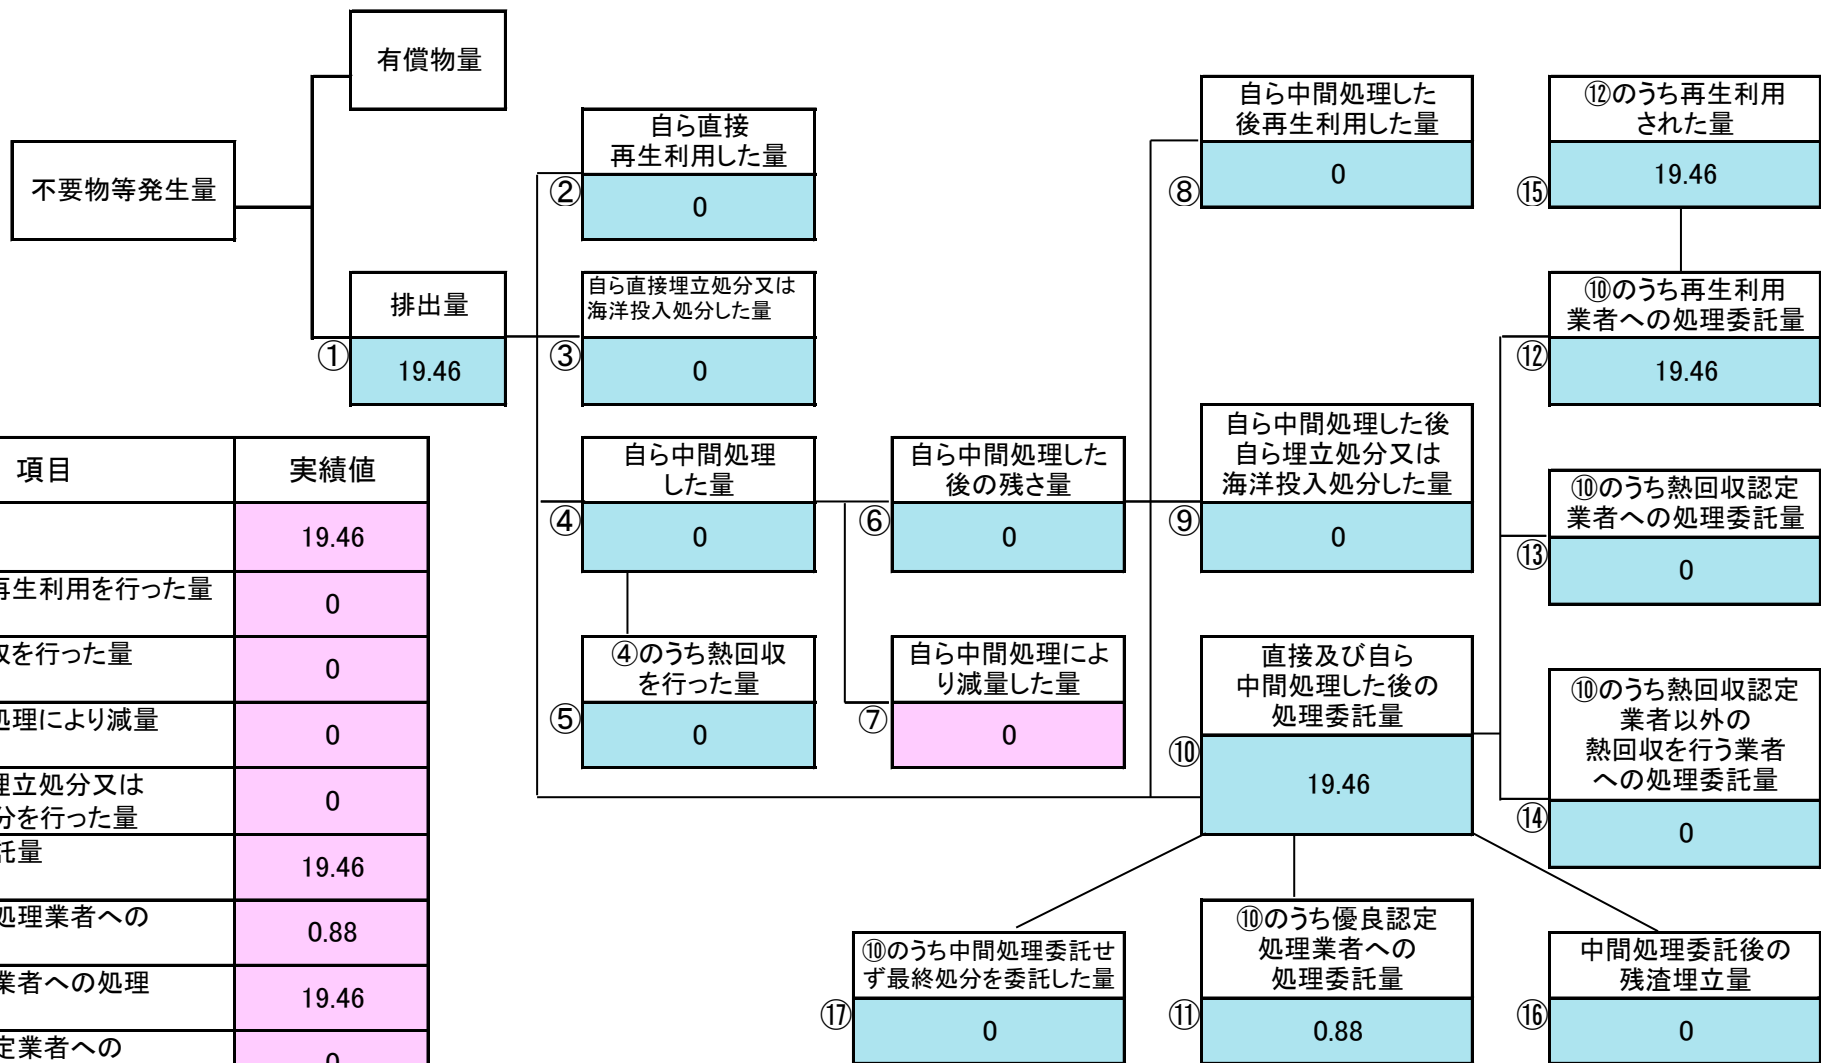 有償物量
不要物等発生量
排出量
①
19.46
自ら直接
再生利用した量
②
0
自ら直接埋立処分又は
海洋投入処分した量
③
0
自ら中間処理
した量
④
0
④のうち熱回収
を行った量
⑤
0
自ら中間処理した
後の残さ量
⑥
0
自ら中間処理によ
り減量した量
⑦
0
自ら中間処理した
後再生利用した量
⑧
0
自ら中間処理した後
自ら埋立処分又は
海洋投入処分した量
⑨
0
直接及び自ら
中間処理した後の
処理委託量
⑩
19.46
⑫のうち再生利用
された量
⑮
19.46
⑩のうち再生利用
業者への処理委託量
⑫
19.46
⑩のうち熱回収認定
業者への処理委託量
⑬
0
⑩のうち熱回収認定
業者以外の
熱回収を行う業者
への処理委託量
⑭
0
⑩のうち中間処理委託せ
ず最終処分を委託した量
⑰
0
⑩のうち優良認定
処理業者への
処理委託量
⑪
0.88
中間処理委託後の
残渣埋立量
⑯
0
項目
実績値
19.46
再生利用を行った量
0
を行った量
0
処理により減量
0
埋立処分又は
分を行った量
0
託量
19.46
処理業者への
0.88
業者への処理
19.46
定業者への
0